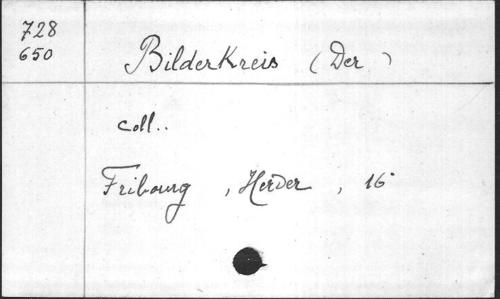 728
650
Bilderkreis (Der)
coll..
Fribourg, Herder, 16°